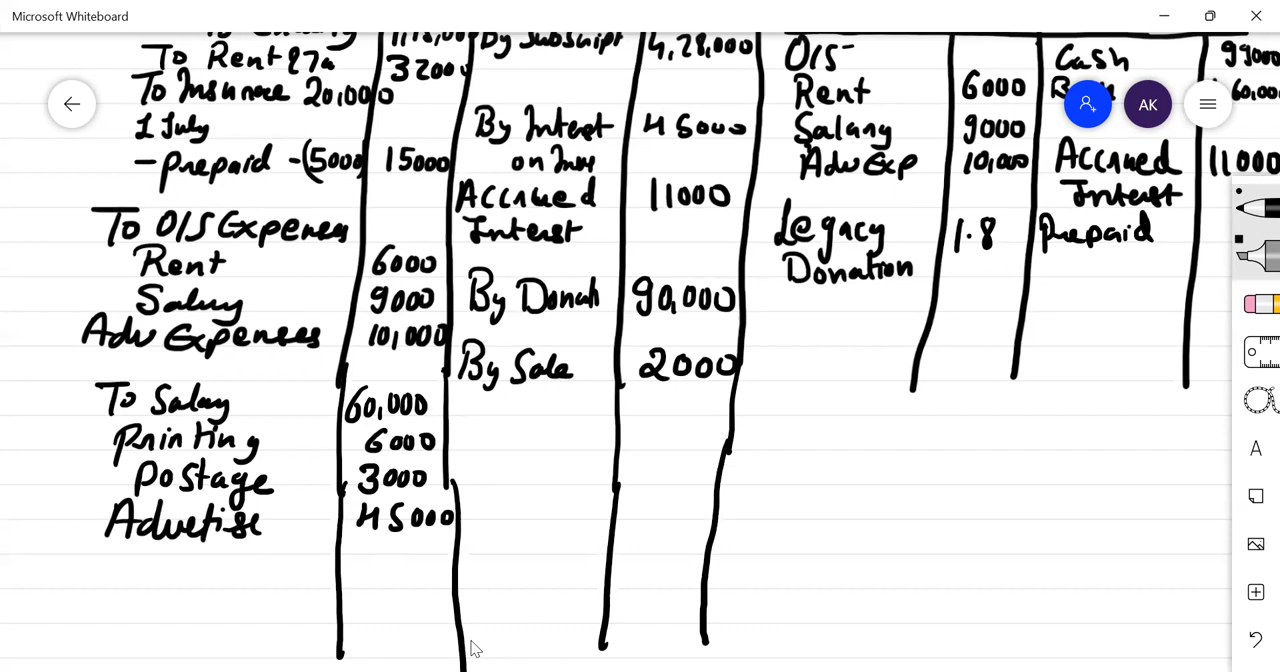 Microsoft Whiteboard
By Subscript 4,28,000
To Rent 32000
To Insurance 20,000
1 July
- prepaid -(5000) 15000
To O/S Expenses
Rent 6000
Salary 9000
Adv Expenses 10,000
To Salary 60,000
Printing 6000
Postage 3000
Advertise 45000
By Interest 45000
on Inv
Accrued 11000
Interest
By Donat 90,000
By Sale 2000
O/S
Rent 6000
Salary 9000
Adv Exp 10,000
Legacy 1.8
Donation
Cash 99000
60,000
Accrued 11000
Interest
Prepaid
AK
A